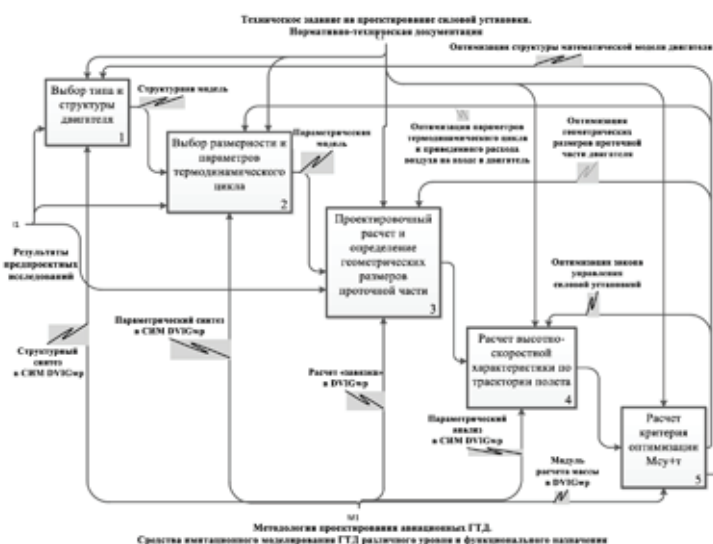 Техническое задание на проектирование силовой установки.
Нормативно-техническая документация
Оптимизация структуры математической модели двигателя
Выбор типа и
структуры
двигателя
1
Структурная модель
Выбор размерности и
параметров
термодинамического
цикла
2
Параметрическая
модель
Оптимизация параметров
термодинамического цикла
и приведенного расхода
воздуха на входе в двигатель
Оптимизация
геометрических
размеров проточной
части двигателя
I1
Результаты
предпроектных
исследований
Проектировочный
расчет и
определение
геометрических
размеров
проточной части
3
Оптимизация закона
управления
силовой установкой
Структурный
синтез
в СИМ DVIGwp
Параметрический синтез
в СИМ DVIGwp
Расчет «завязки»
в DVIGwp
Расчет высотно-
скоростной
характеристики по
траектории полета
4
Параметрический
анализ
в СИМ DVIGwp
Расчет
критерия
оптимизации
Мсу+т
5
Модуль
расчета массы
в DVIGwp
M1
Методология проектирования авиационных ГТД.
Средства имитационного моделирования ГТД различного уровня и функционального назначения